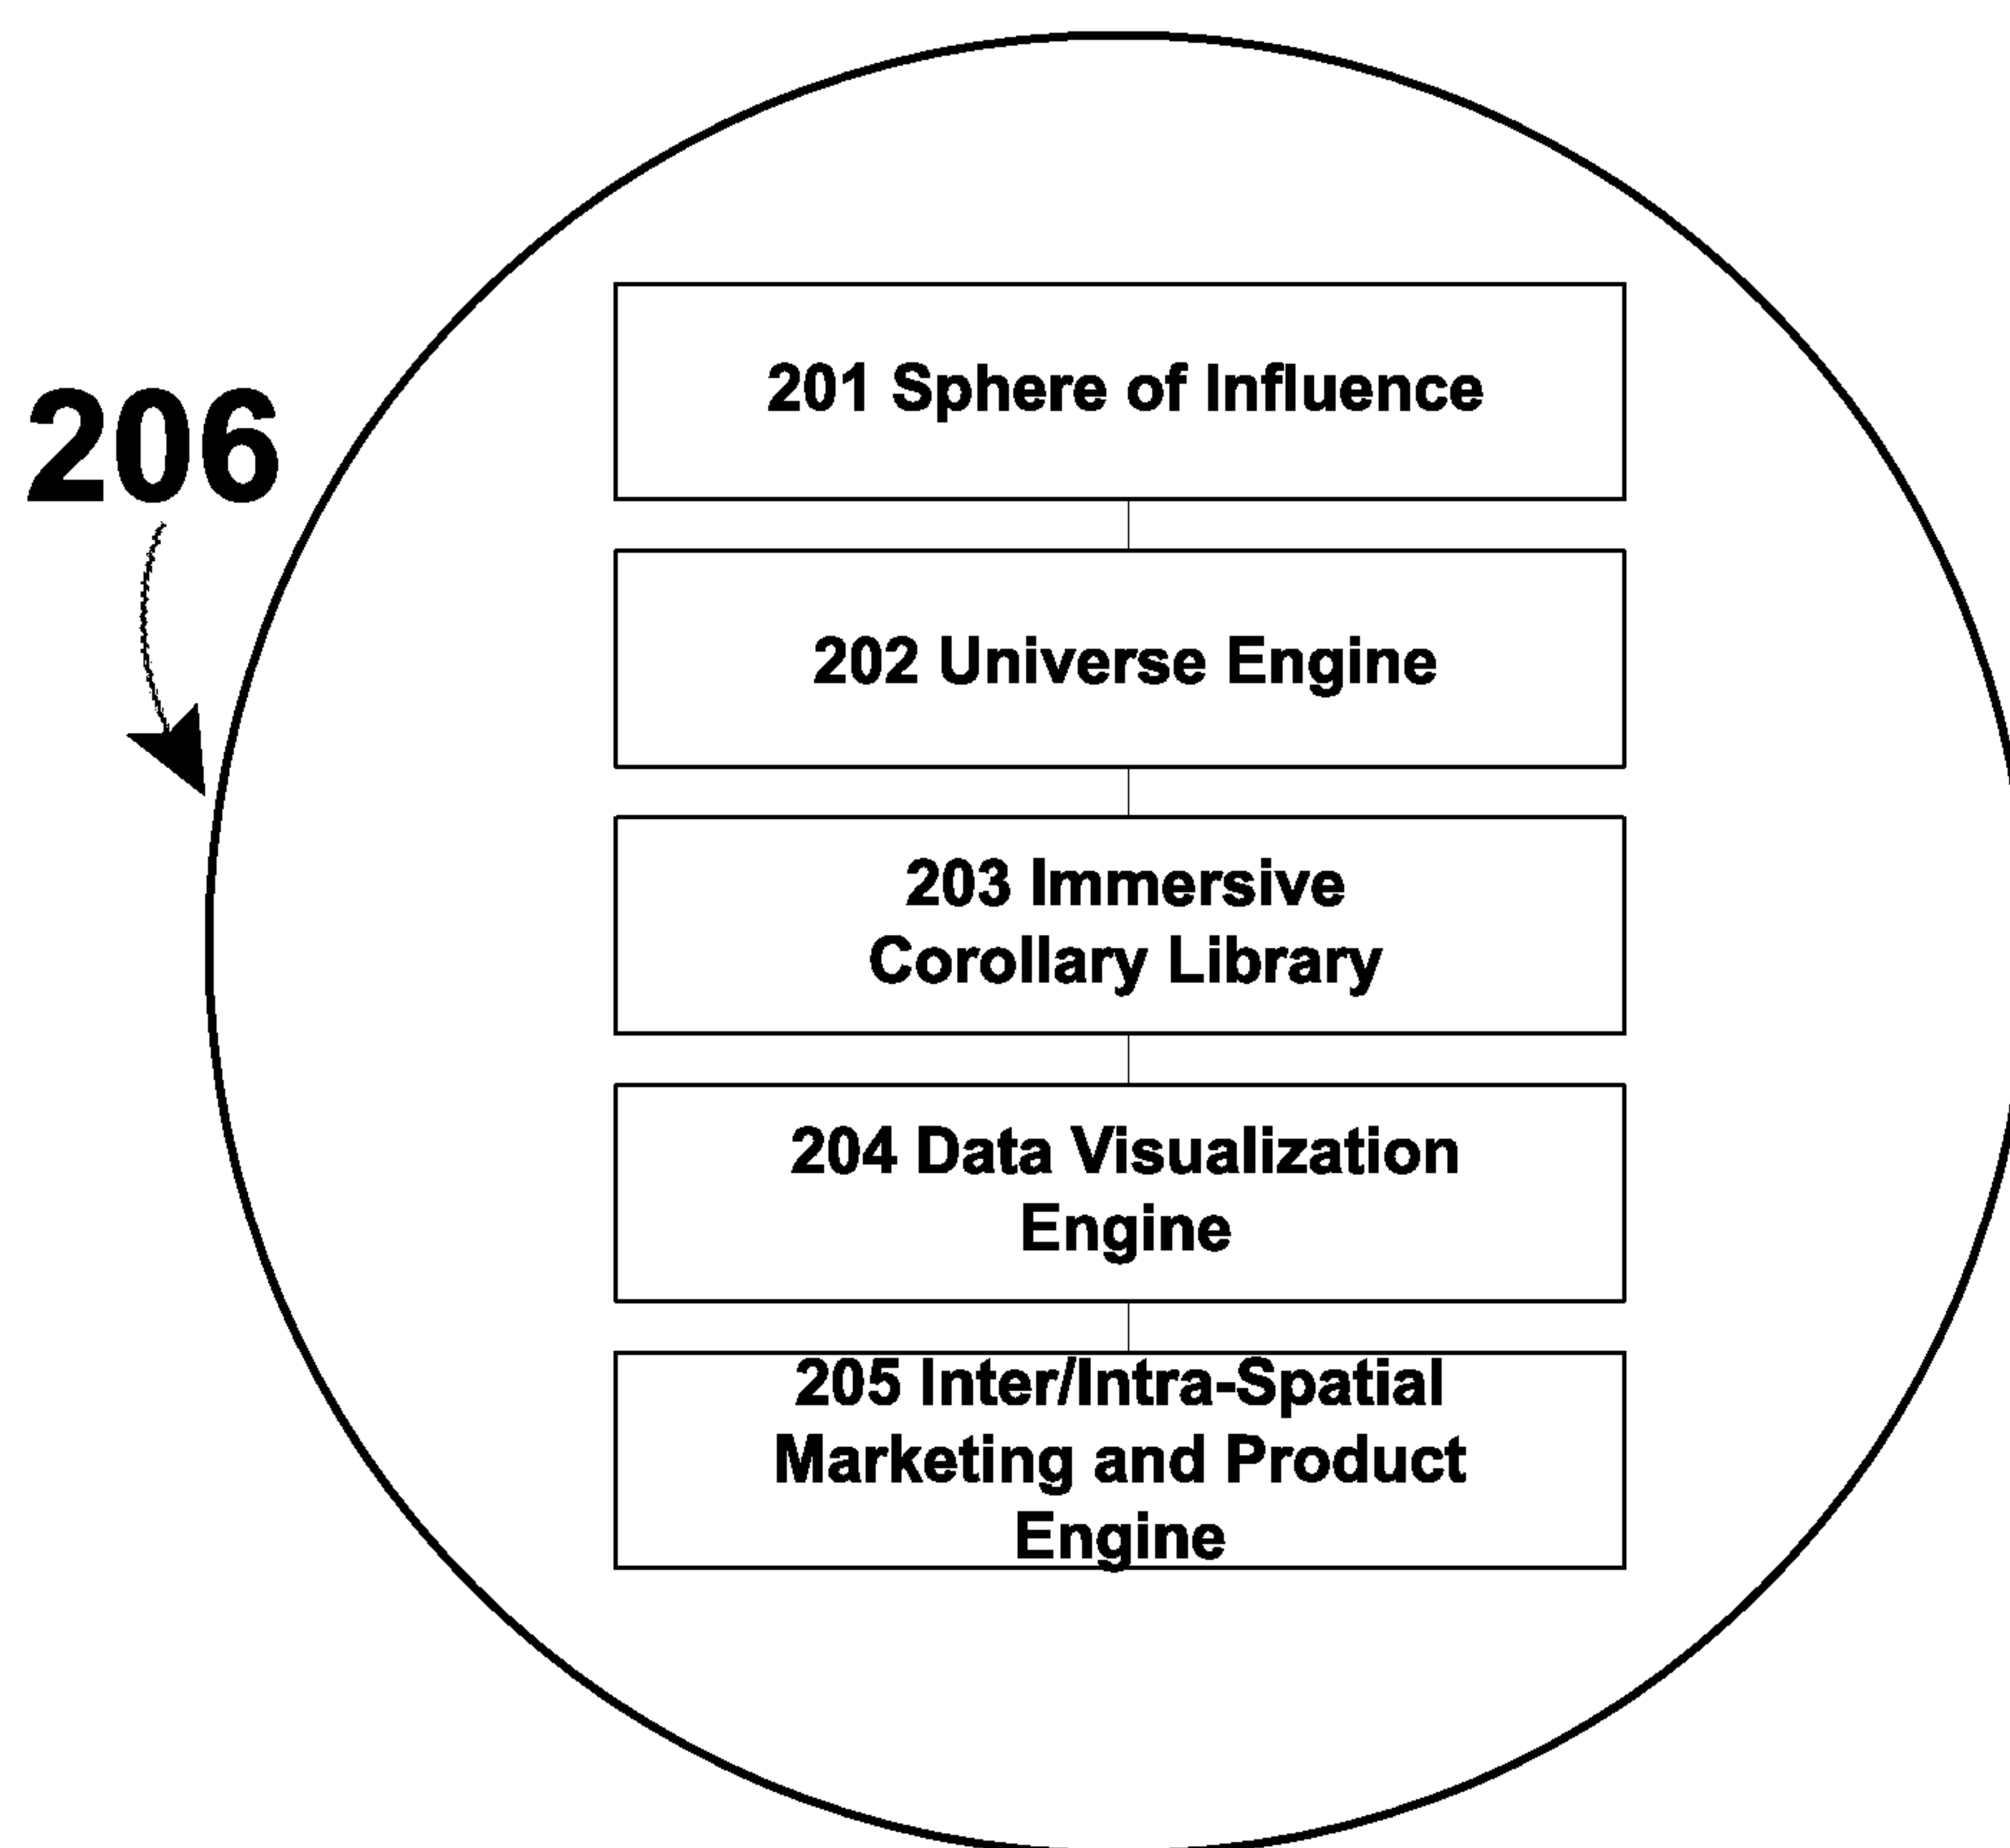 206
201 Sphere of Influence
202 Universe Engine
203 Immersive
Corollary Library
204 Data Visualization
Engine
205 Inter/Intra-Spatial
Marketing and Product
Engine